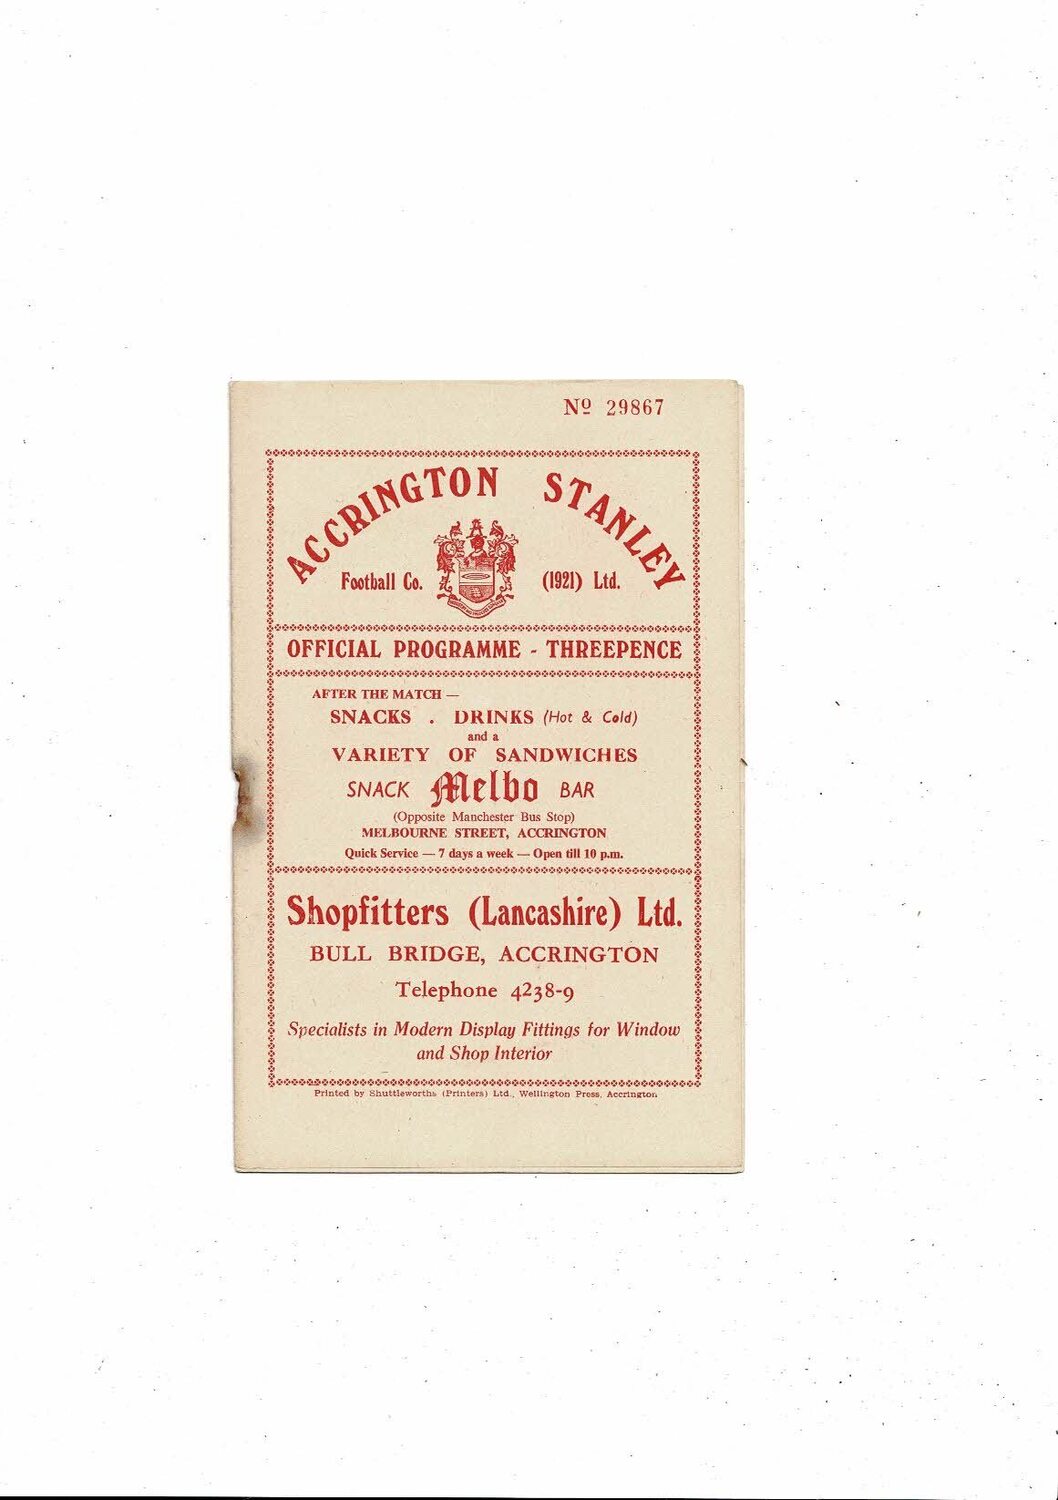 Nº 29867
ACCRINGTON STANLEY
Football Co. (1921) Ltd.
OFFICIAL PROGRAMME - THREEPENCE
AFTER THE MATCH —
SNACKS . DRINKS (Hot & Cold)
and a
VARIETY OF SANDWICHES
SNACK Melbo BAR
(Opposite Manchester Bus Stop)
MELBOURNE STREET, ACCRINGTON
Quick Service — 7 days a week — Open till 10 p.m.
Shopfitters (Lancashire) Ltd.
BULL BRIDGE, ACCRINGTON
Telephone 4238-9
Specialists in Modern Display Fittings for Window
and Shop Interior
Printed by Shuttleworths (Printers) Ltd., Wellington Press, Accrington